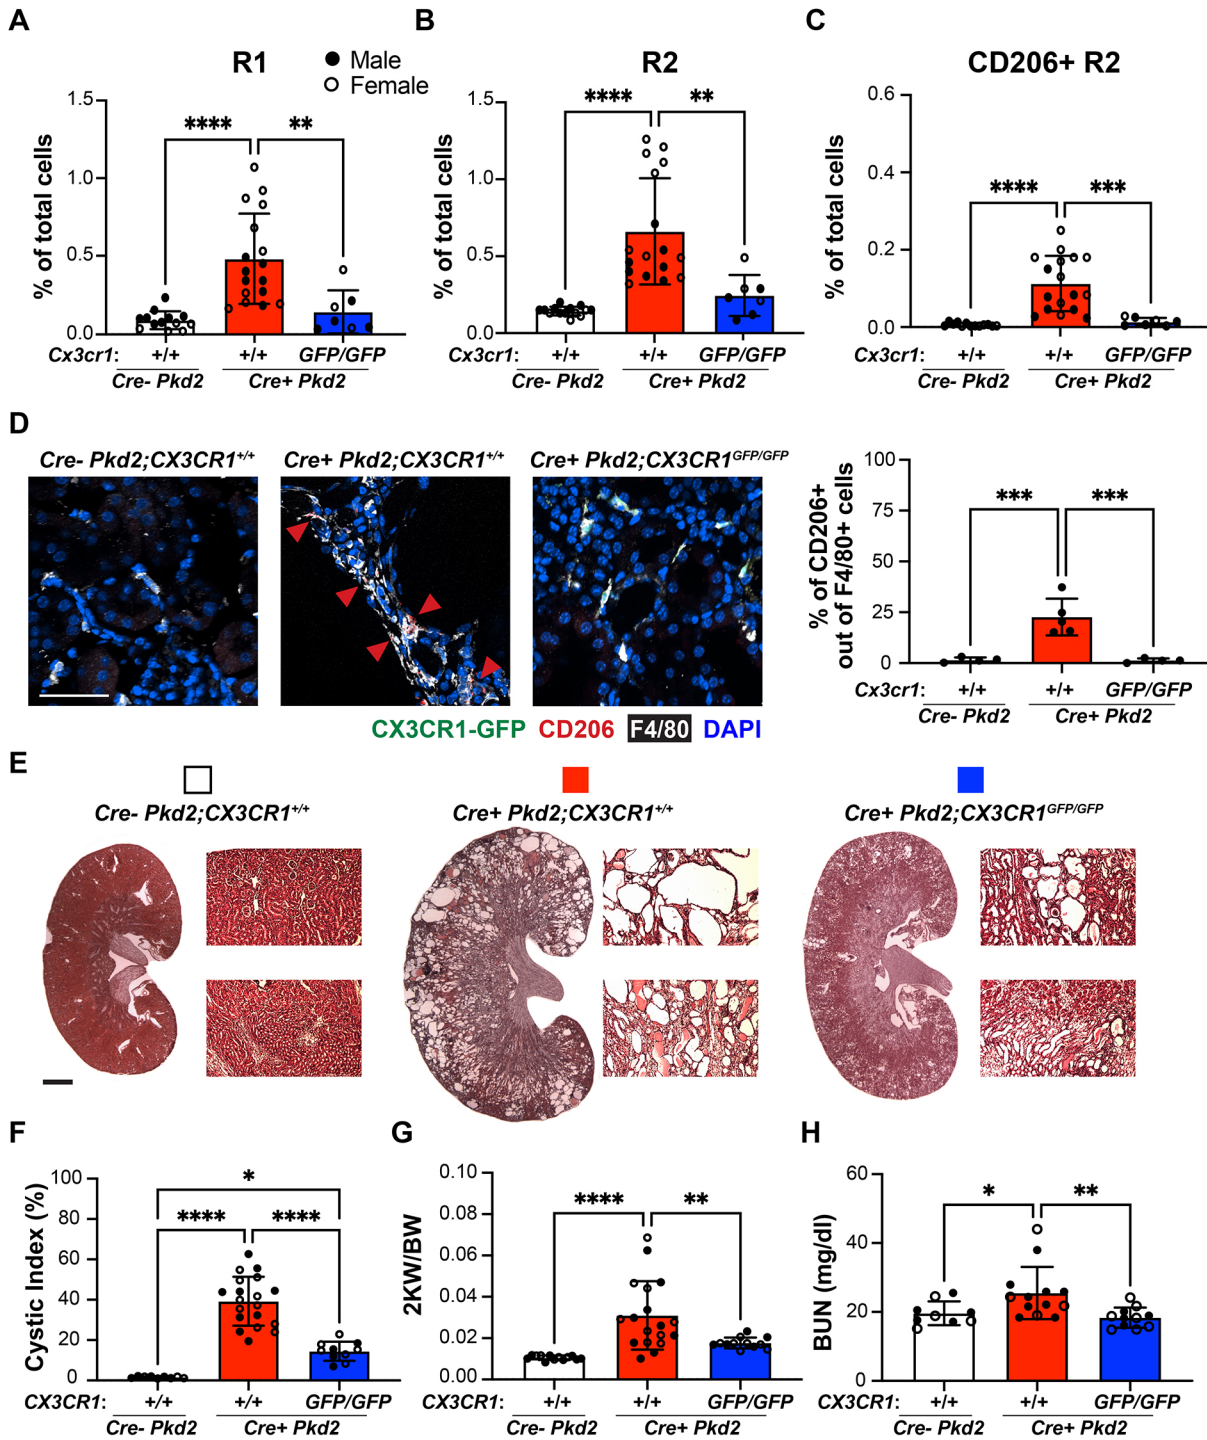 A
B
C
R1
Male
Female
R2
CD206+ R2
% of total cells
1.5
1.0
0.5
0.0
****
**
Cx3cr1:
+/+
+/+
GFP/GFP
Cre- Pkd2
Cre+ Pkd2
% of total cells
1.5
1.0
0.5
0.0
****
**
Cx3cr1:
+/+
+/+
GFP/GFP
Cre- Pkd2
Cre+ Pkd2
% of total cells
0.6
0.4
0.2
0.0
****
***
Cx3cr1:
+/+
+/+
GFP/GFP
Cre- Pkd2
Cre+ Pkd2
D
Cre- Pkd2;CX3CR1+/+
Cre+ Pkd2;CX3CR1+/+
Cre+ Pkd2;CX3CR1GFP/GFP
CX3CR1-GFP CD206 F4/80 DAPI
% of CD206+
out of F4/80+ cells
100
75
50
25
0
***
***
Cx3cr1:
+/+
+/+
GFP/GFP
Cre- Pkd2
Cre+ Pkd2
E
Cre- Pkd2;CX3CR1+/+
Cre+ Pkd2;CX3CR1+/+
Cre+ Pkd2;CX3CR1GFP/GFP
F
G
H
Cystic Index (%)
100
80
60
40
20
0
*
****
****
CX3CR1:
+/+
+/+
GFP/GFP
Cre- Pkd2
Cre+ Pkd2
2KW/BW
0.10
0.08
0.06
0.04
0.02
0.00
****
**
CX3CR1:
+/+
+/+
GFP/GFP
Cre- Pkd2
Cre+ Pkd2
BUN (mg/dl)
60
40
20
0
*
**
CX3CR1:
+/+
+/+
GFP/GFP
Cre- Pkd2
Cre+ Pkd2